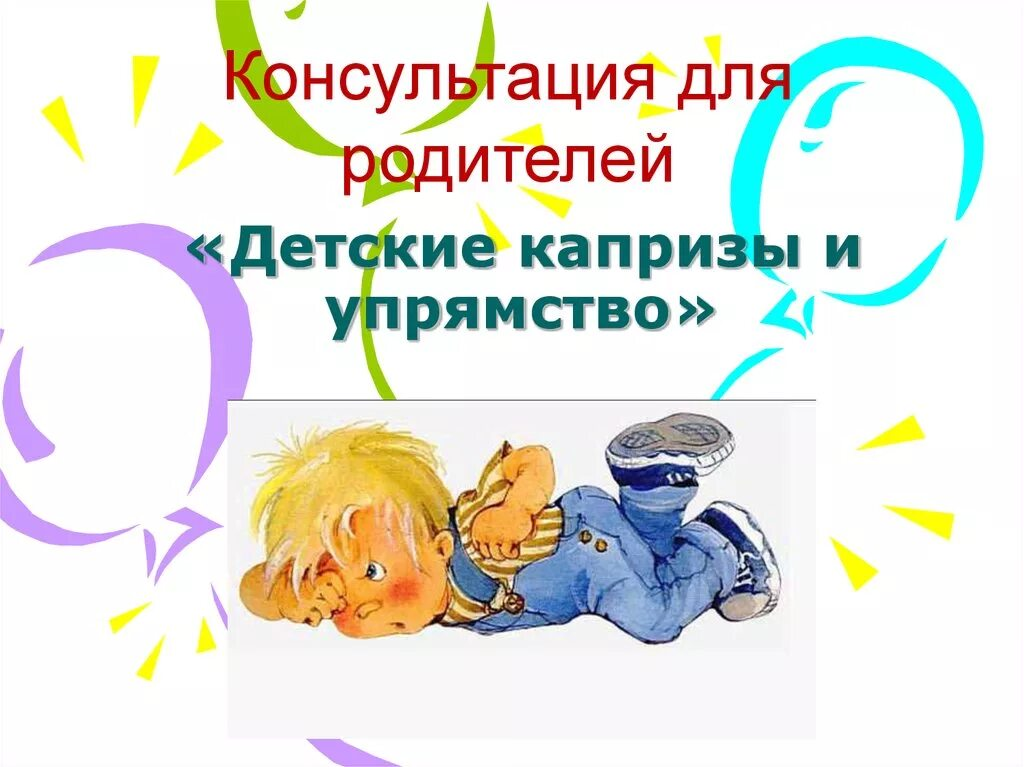 Консультация для
родителей
«Детские капризы и
упрямство»